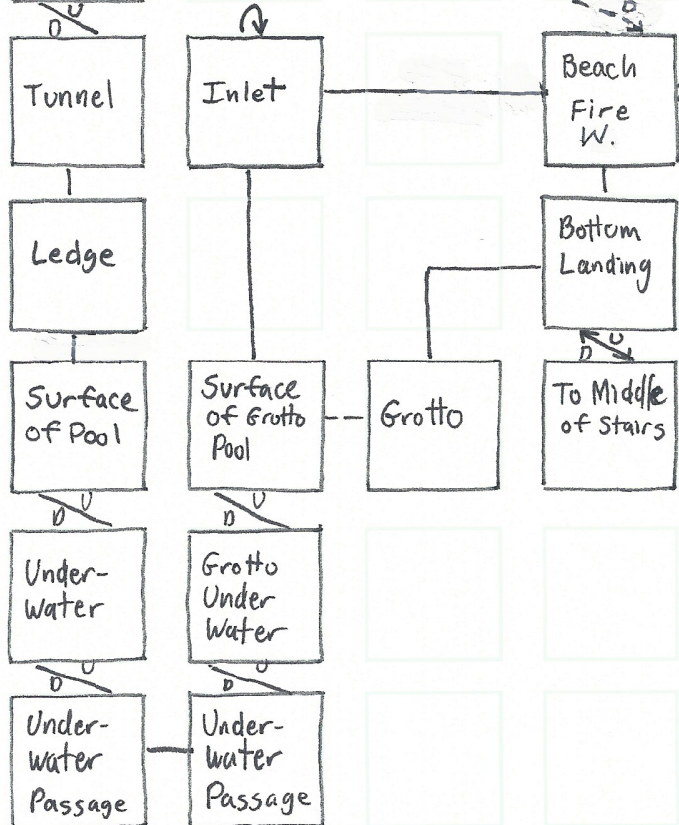 D U
D
Tunnel
Inlet
Beach
Fire
W.
Ledge
Bottom
Landing
D U
Surface
of Pool
Surface
of Grotto
Pool
Grotto
To Middle
of Stairs
D U
D
Under-
water
Grotto
Under
Water
D U
D U
Under-
water
Passage
Under-
water
Passage